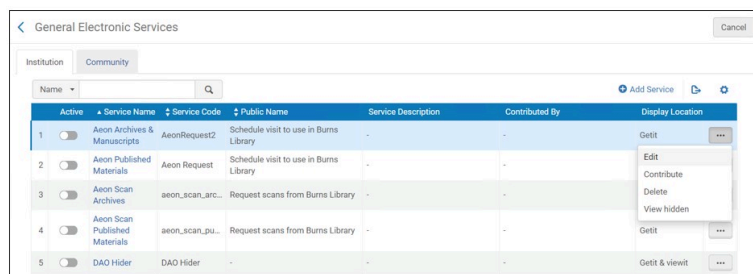 General Electronic Services
Cancel
Institution Community
Name
Add Service
Active Service Name Service Code Public Name Service Description Contributed By Display Location
1 Aeon Archives & Manuscripts AeonRequest2 Schedule visit to use in Burns Library - - Getit
Edit
Contribute
Delete
View hidden
2 Aeon Published Materials Aeon Request Schedule visit to use in Burns Library - -
3 Aeon Scan Archives aeon_scan_arc... Request scans from Burns Library - -
4 Aeon Scan Published Materials aeon_scan_pu... Request scans from Burns Library - - Getit
5 DAO Hider DAO Hider - - - Getit & viewit